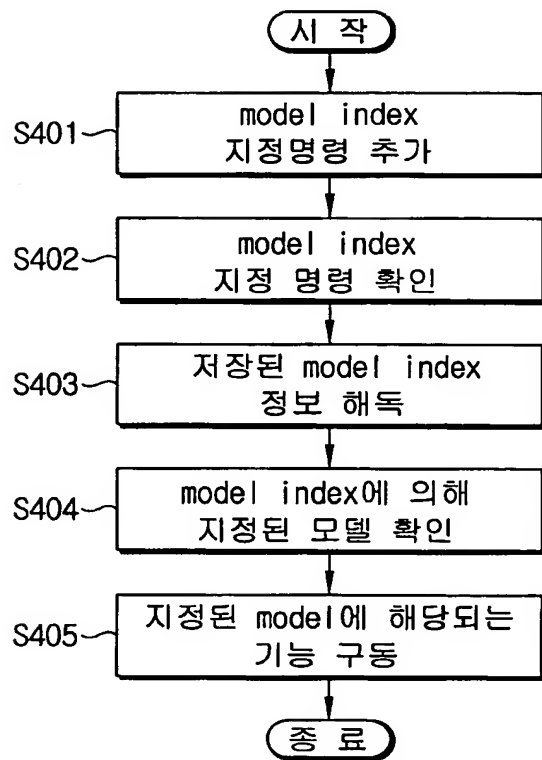 시 작
S401
model index
지정명령 추가
S402
model index
지정 명령 확인
S403
저장된 model index
정보 해독
S404
model index에 의해
지정된 모델 확인
S405
지정된 model에 해당되는
기능 구동
종 료